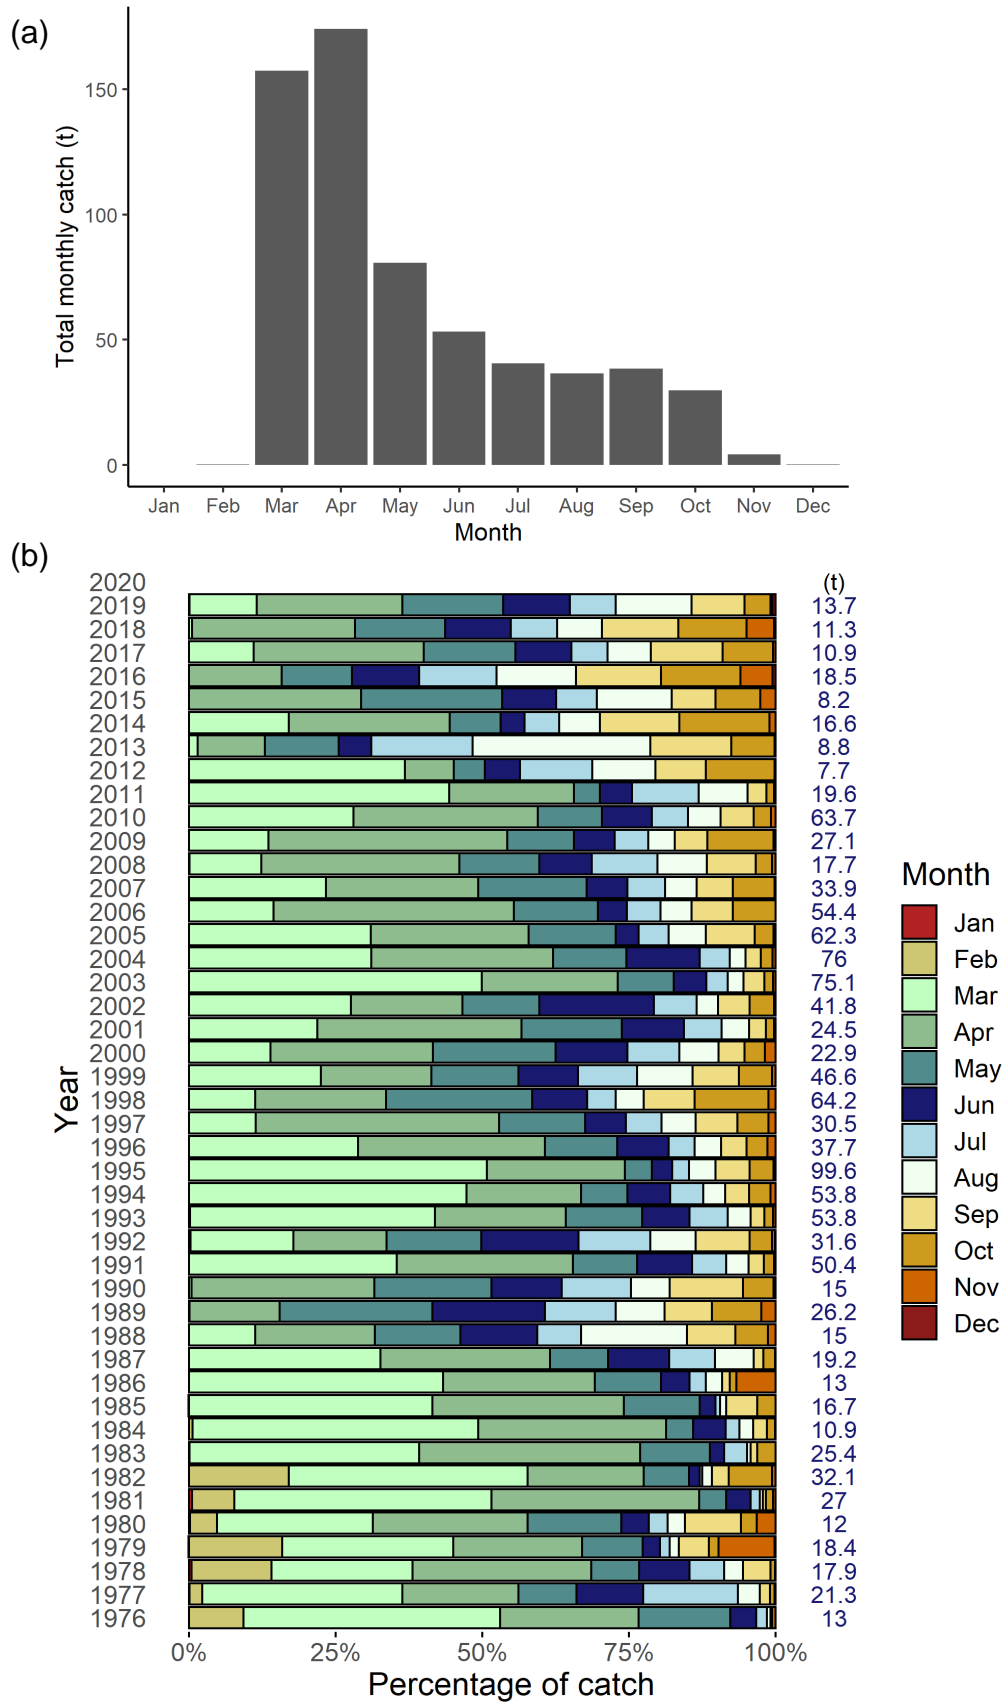 (a)
Total monthly catch (t)
150
100
50
0
Jan Feb Mar Apr May Jun Jul Aug Sep Oct Nov Dec
Month
(b)
2020 (t)
2019 13.7
2018 11.3
2017 10.9
2016 18.5
2015 8.2
2014 16.6
2013 8.8
2012 7.7
2011 19.6
2010 63.7
2009 27.1
2008 17.7
2007 33.9
2006 54.4
2005 62.3
2004 76
2003 75.1
2002 41.8
2001 24.5
2000 22.9
1999 46.6
1998 64.2
1997 30.5
1996 37.7
1995 99.6
1994 53.8
1993 53.8
1992 31.6
1991 50.4
1990 15
1989 26.2
1988 15
1987 19.2
1986 13
1985 16.7
1984 10.9
1983 25.4
1982 32.1
1981 27
1980 12
1979 18.4
1978 17.9
1977 21.3
1976 13
Year
0% 25% 50% 75% 100%
Percentage of catch
Month
Jan
Feb
Mar
Apr
May
Jun
Jul
Aug
Sep
Oct
Nov
Dec